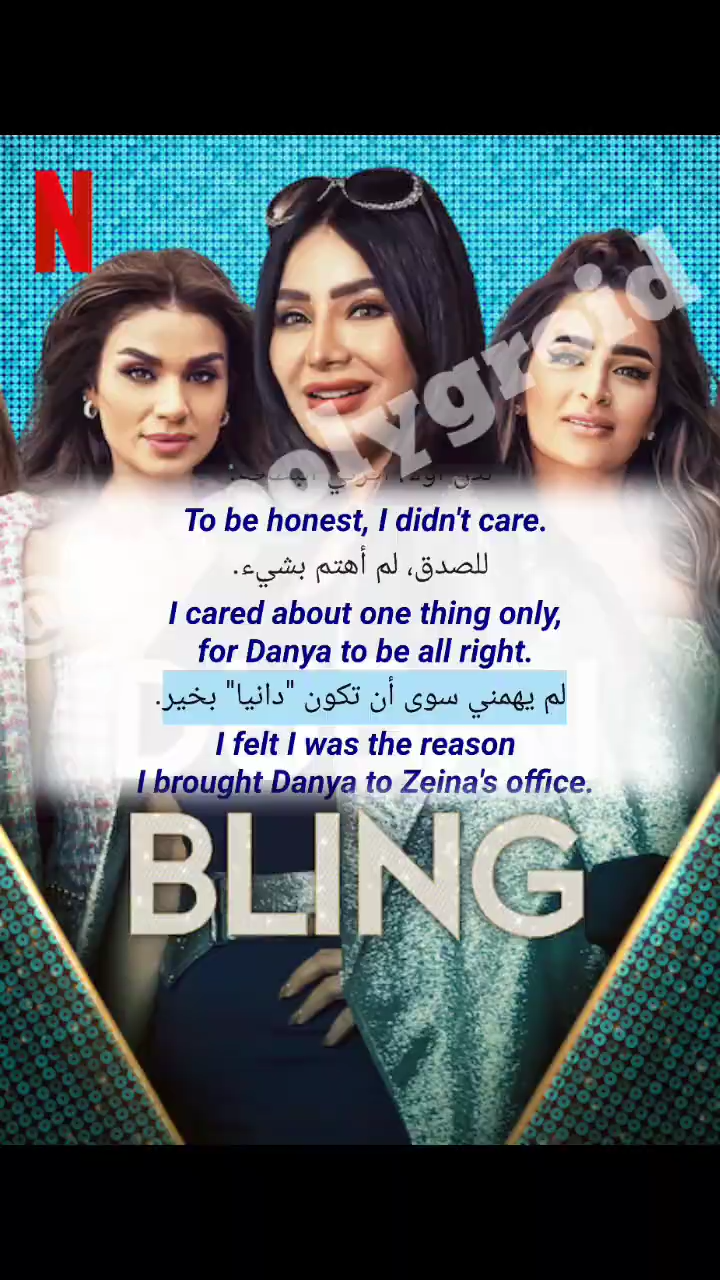 N
polygroid
To be honest, I didn't care.
للصدق، لم أهتم بشيء.
I cared about one thing only,
for Danya to be all right.
لم يهمني سوى أن تكون "دانيا" بخير.
I felt I was the reason
I brought Danya to Zeina's office.
BLING